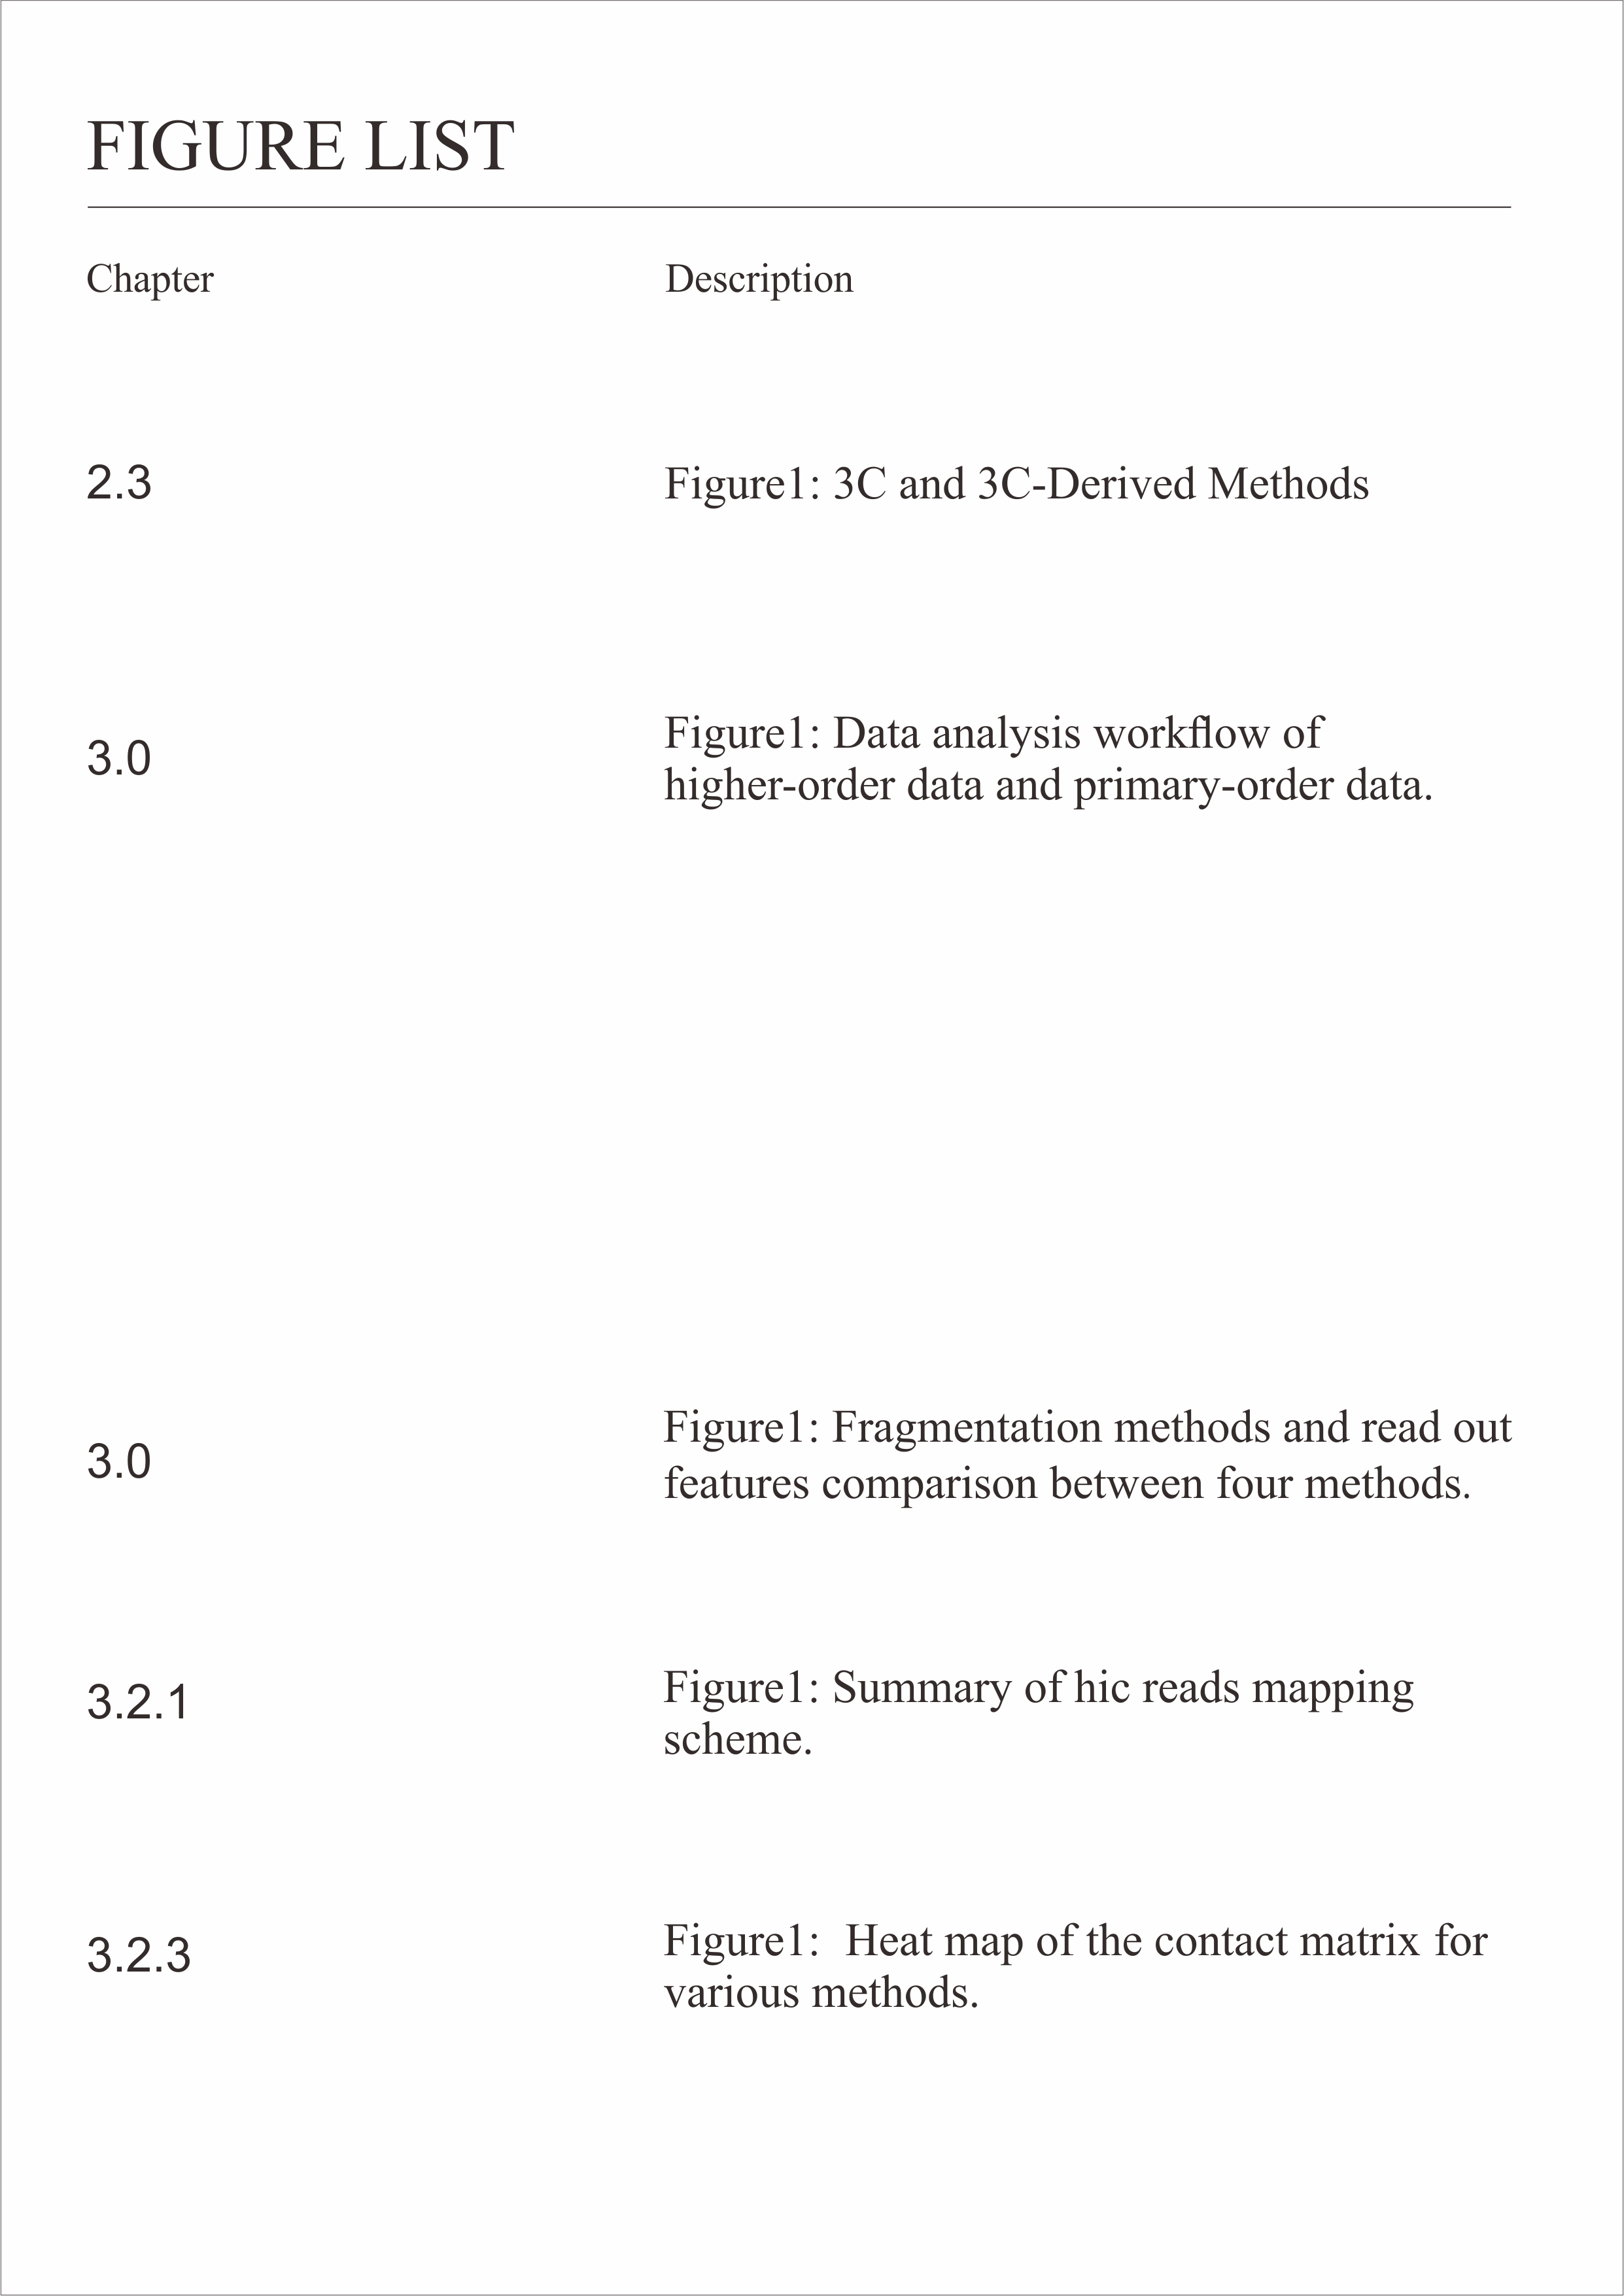 FIGURE LIST
Chapter Description
2.3 Figure1: 3C and 3C-Derived Methods
3.0 Figure1: Data analysis workflow of
higher-order data and primary-order data.
3.0 Figure1: Fragmentation methods and read out
features comparison between four methods.
3.2.1 Figure1: Summary of hic reads mapping
scheme.
3.2.3 Figure1: Heat map of the contact matrix for
various methods.